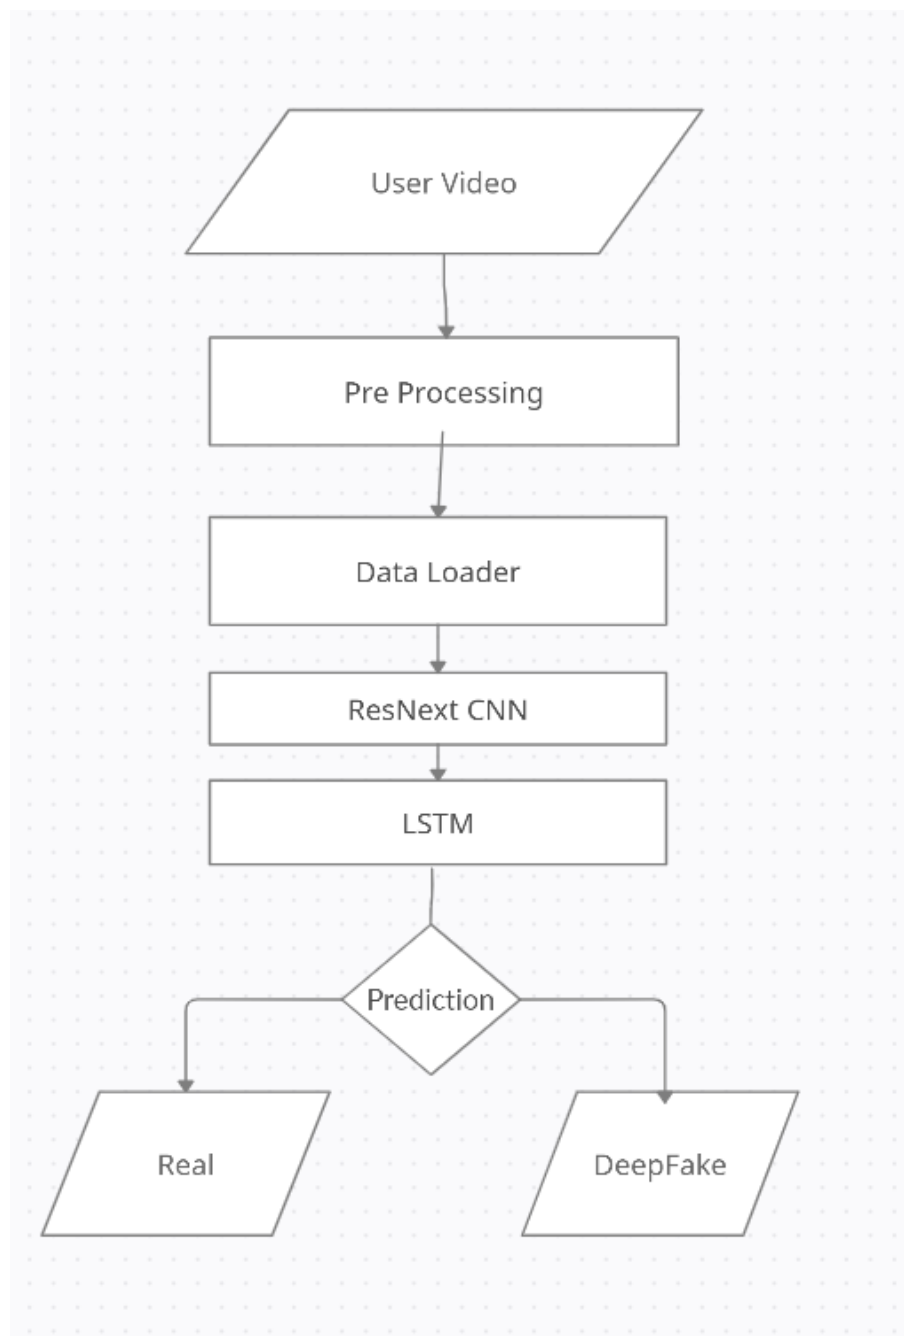 User Video
Pre Processing
Data Loader
ResNext CNN
LSTM
Prediction
Real
DeepFake